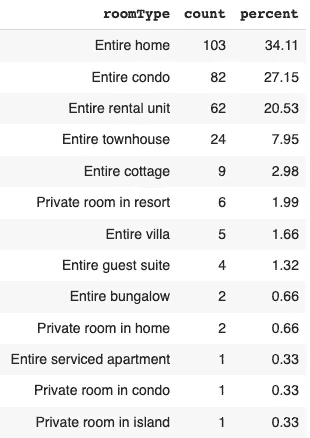 roomType count percent
Entire home 103 34.11
Entire condo 82 27.15
Entire rental unit 62 20.53
Entire townhouse 24 7.95
Entire cottage 9 2.98
Private room in resort 6 1.99
Entire villa 5 1.66
Entire guest suite 4 1.32
Entire bungalow 2 0.66
Private room in home 2 0.66
Entire serviced apartment 1 0.33
Private room in condo 1 0.33
Private room in island 1 0.33